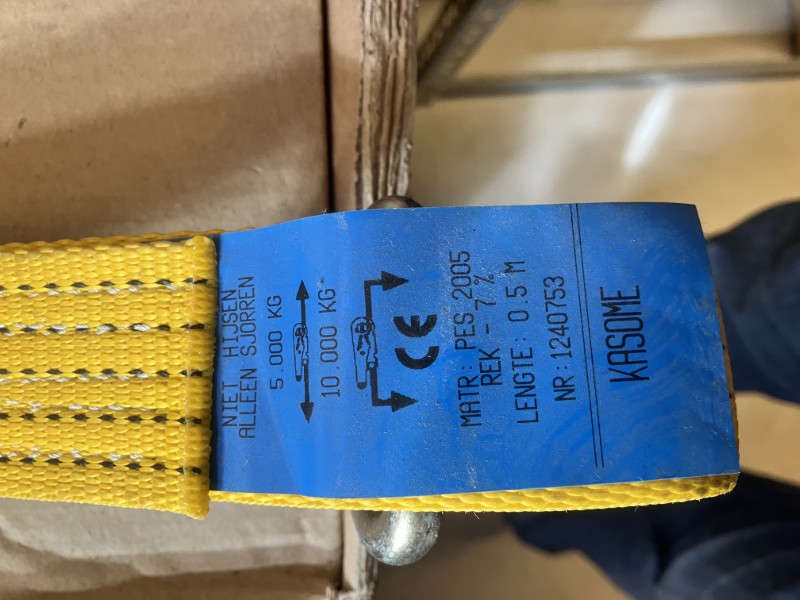 NIET HIJSEN
ALLEEN SJORREN
5.000 KG
10.000 KG
CE
MATR: PES 2005
REK - 7 %
LENGTE: 0.5 M
NR:1240753
KASOME